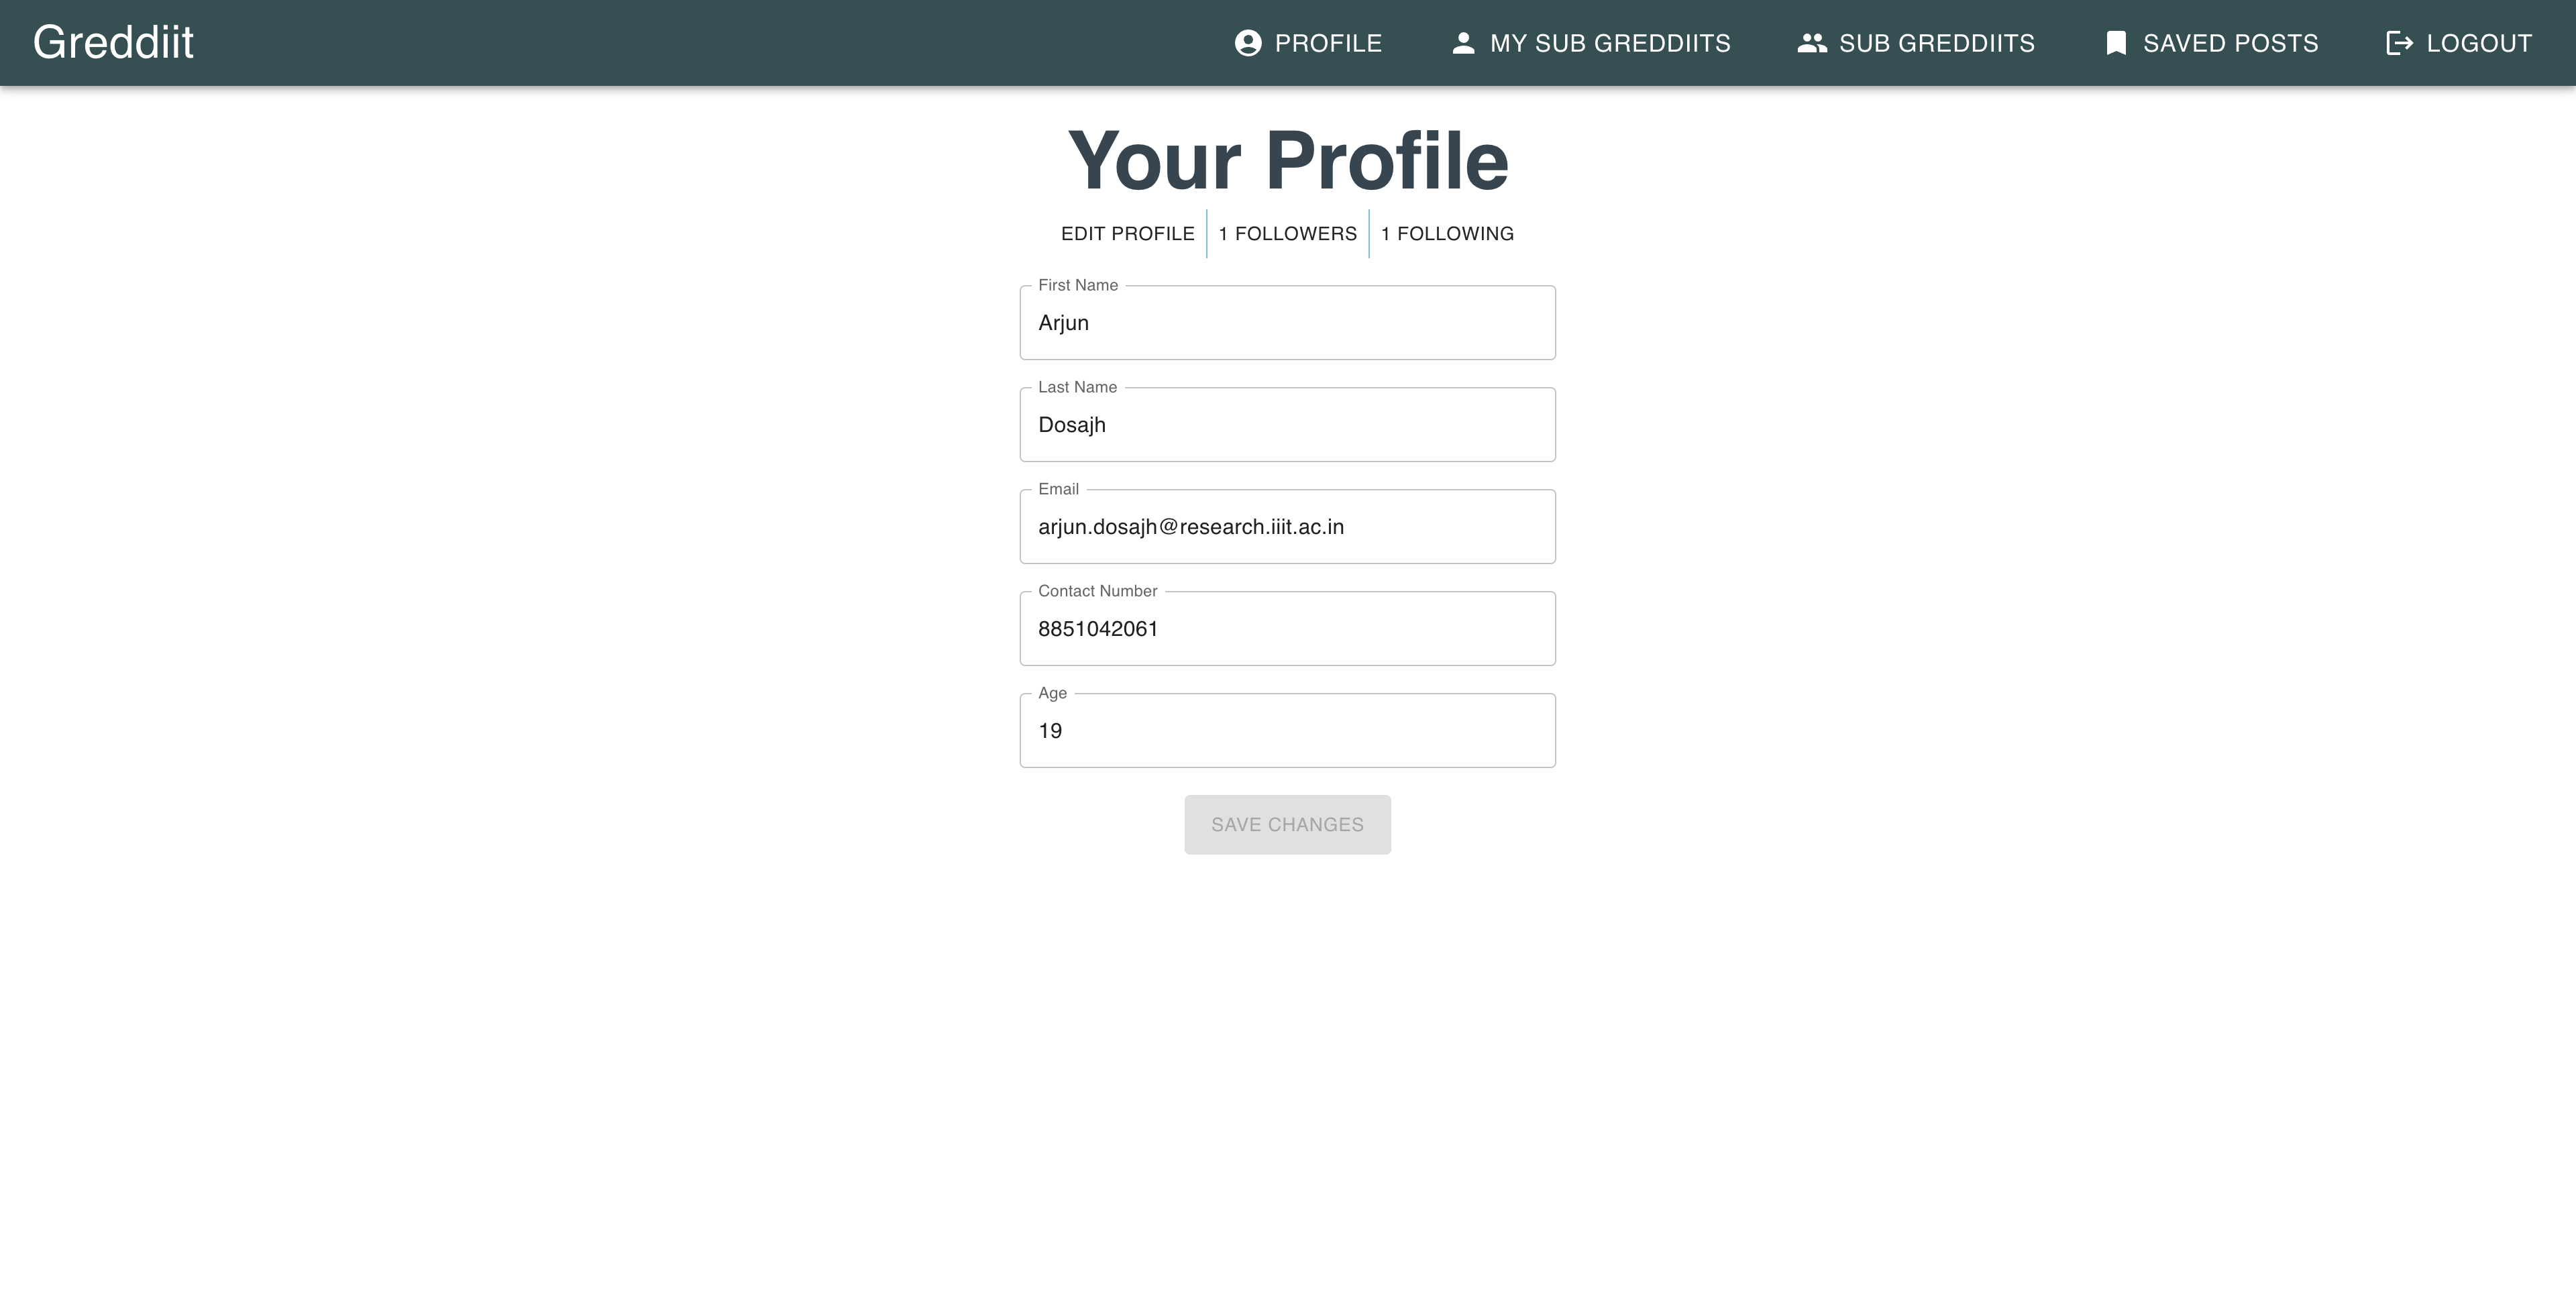 Greddiit PROFILE MY SUB GREDDIITS SUB GREDDIITS SAVED POSTS LOGOUT
Your Profile
EDIT PROFILE 1 FOLLOWERS 1 FOLLOWING
First Name
Arjun
Last Name
Dosajh
Email
arjun.dosajh@research.iiit.ac.in
Contact Number
8851042061
Age
19
SAVE CHANGES